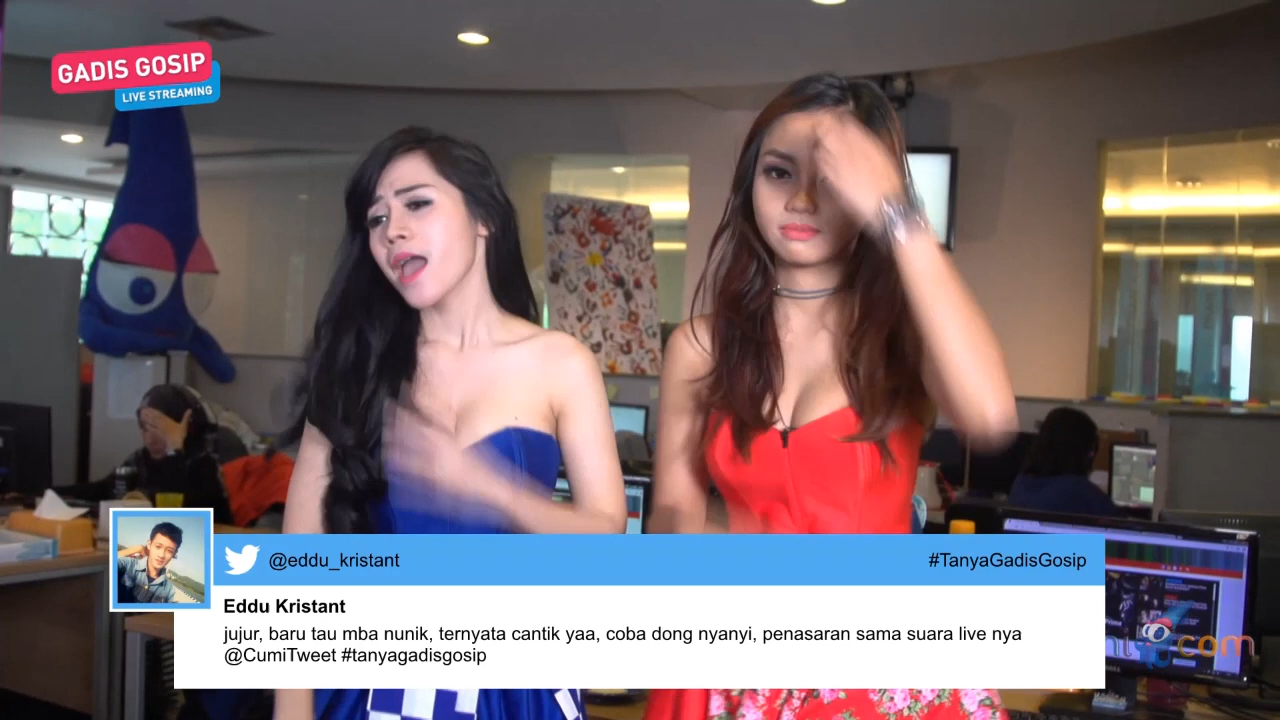 GADIS GOSIP
LIVE STREAMING
@eddu_kristant
#TanyaGadisGosip
Eddu Kristant
jujur, baru tau mba nunik, ternyata cantik yaa, coba dong nyanyi, penasaran sama suara live nya
@CumiTweet #tanyagadisgosip
com